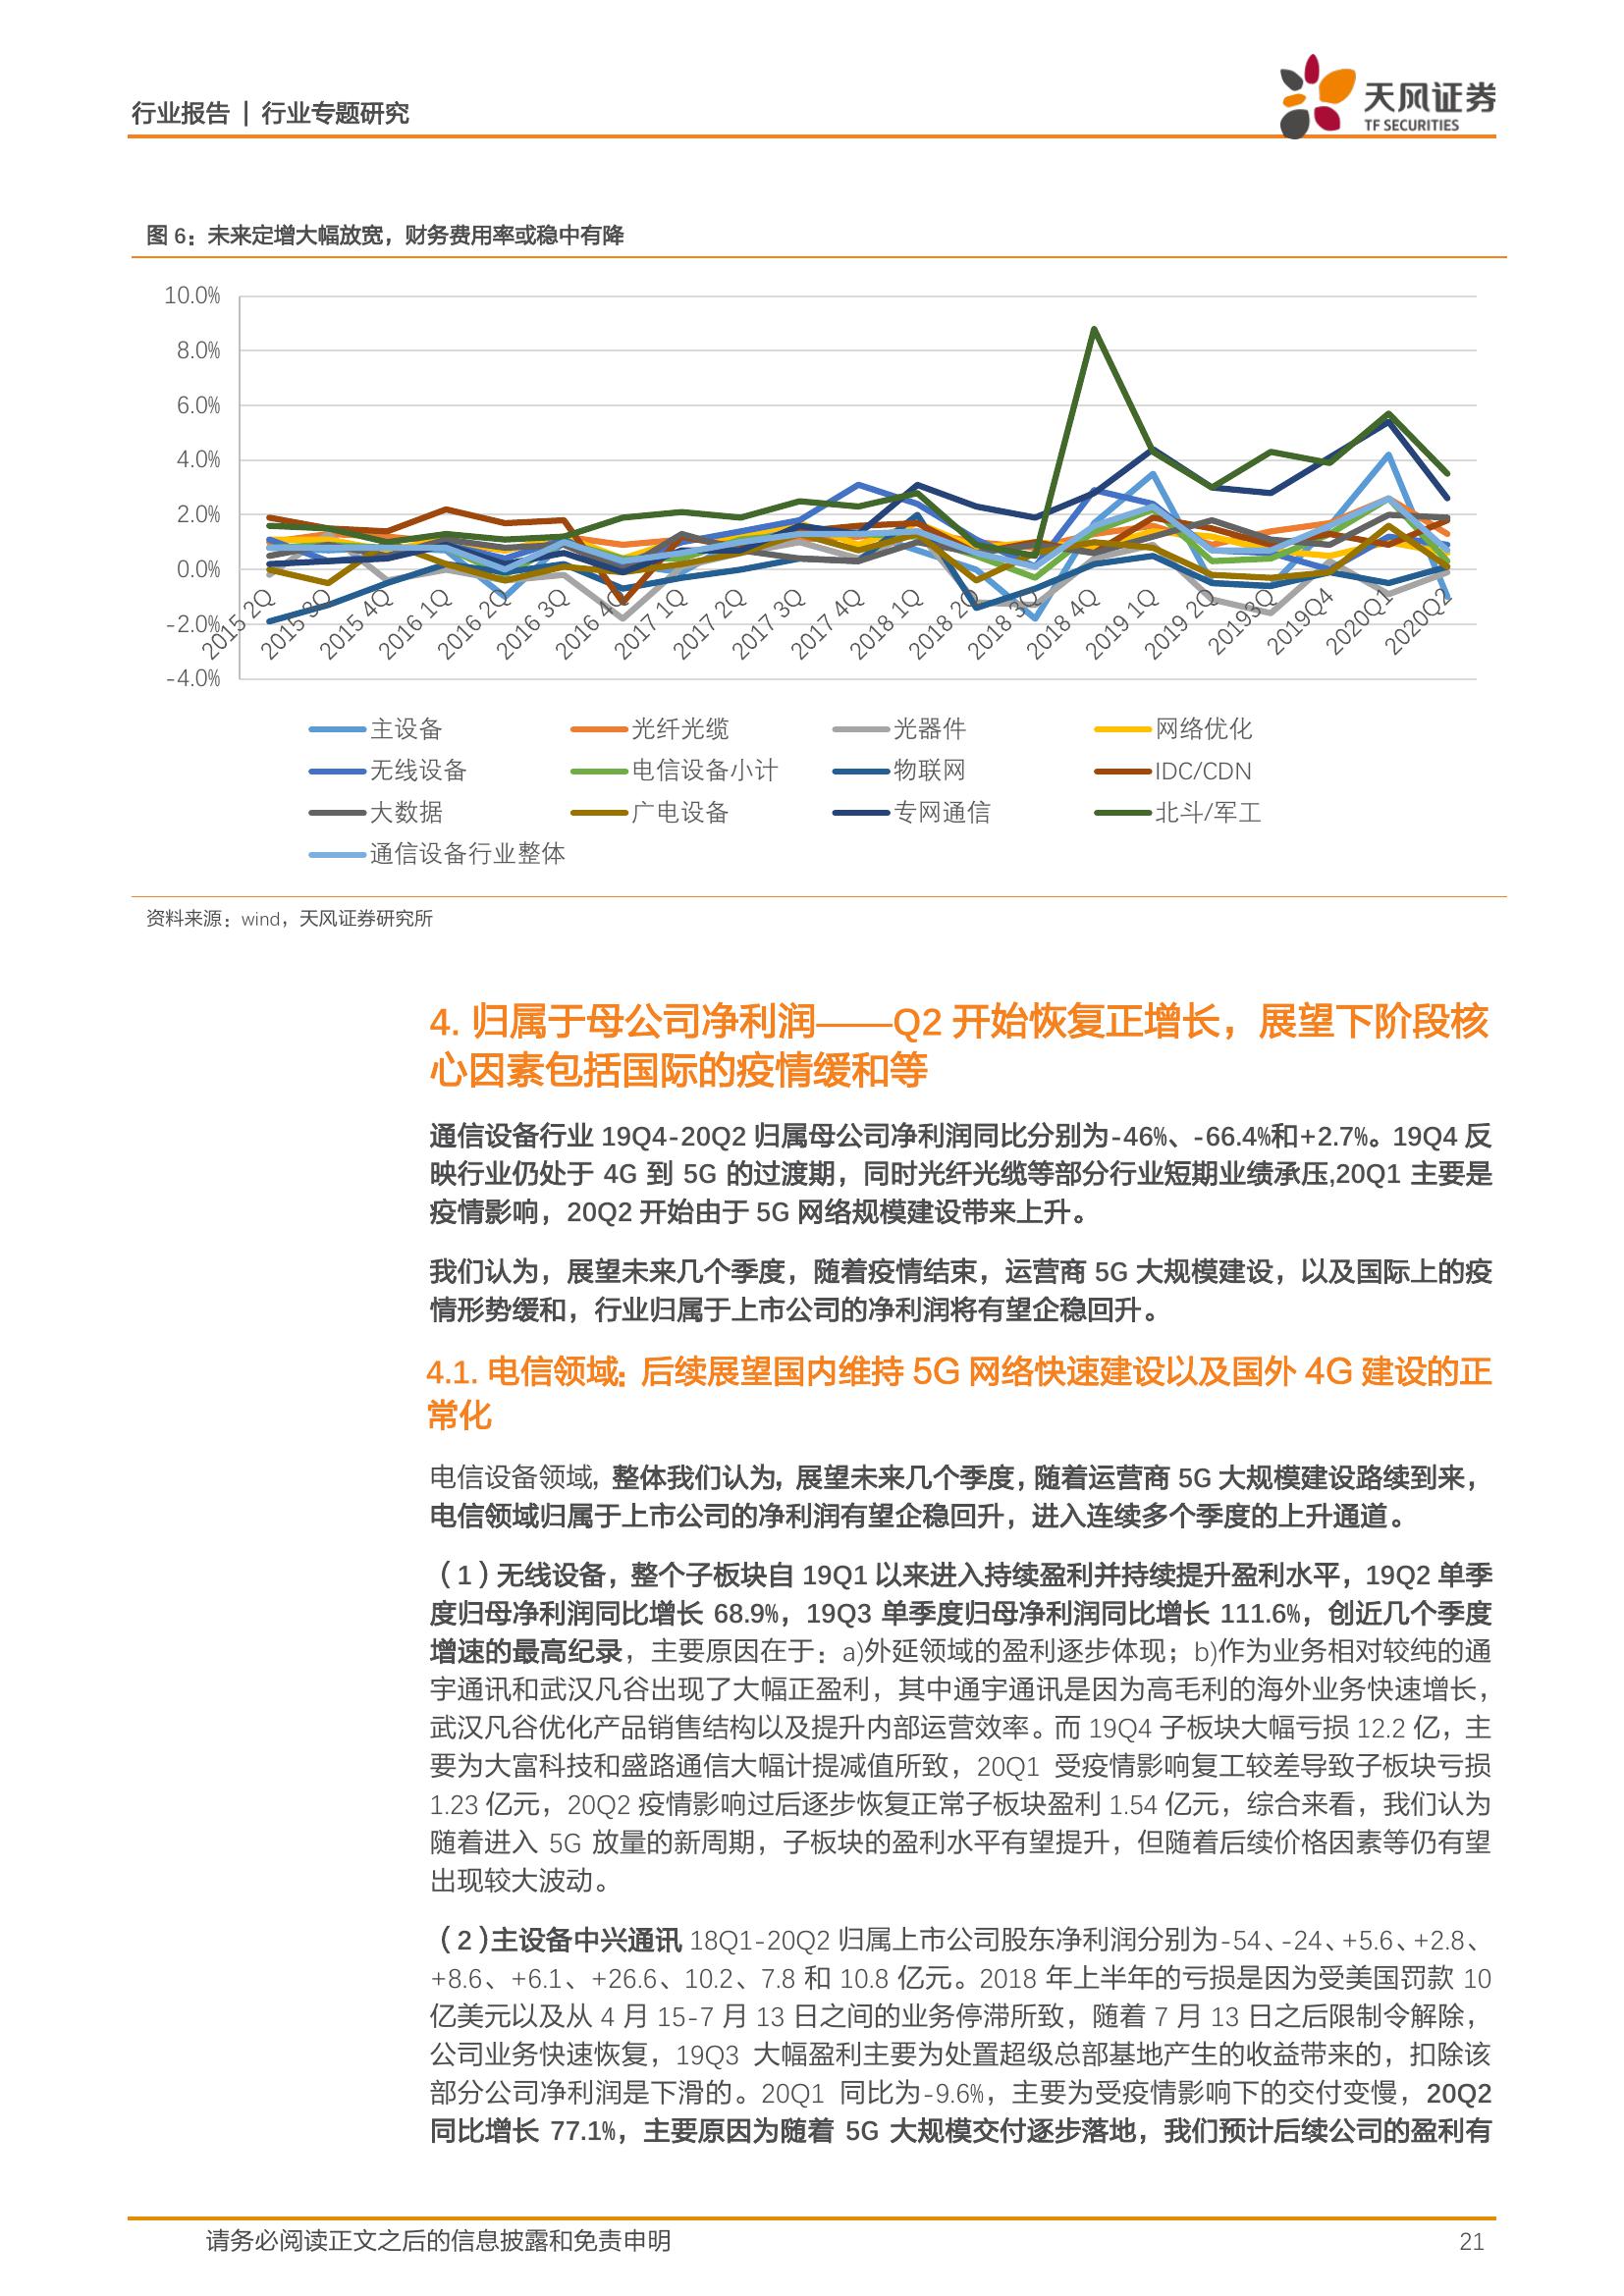 行业报告 | 行业专题研究
天风证券
TF SECURITIES
图 6：未来定增大幅放宽，财务费用率或稳中有降
10.0%
8.0%
6.0%
4.0%
2.0%
0.0%
-2.0%
-4.0%
2015 2Q 2015 3Q 2015 4Q 2016 1Q 2016 2Q 2016 3Q 2016 4Q 2017 1Q 2017 2Q 2017 3Q 2017 4Q 2018 1Q 2018 2Q 2018 3Q 2018 4Q 2019 1Q 2019 2Q 20193Q 2019Q4 2020Q1 2020Q2
主设备 光纤光缆 光器件 网络优化
无线设备 电信设备小计 物联网 IDC/CDN
大数据 广电设备 专网通信 北斗/军工
通信设备行业整体
资料来源：wind，天风证券研究所
4. 归属于母公司净利润——Q2 开始恢复正增长，展望下阶段核
心因素包括国际的疫情缓和等
通信设备行业 19Q4-20Q2 归属母公司净利润同比分别为-46%、-66.4%和+2.7%。19Q4 反
映行业仍处于 4G 到 5G 的过渡期，同时光纤光缆等部分行业短期业绩承压,20Q1 主要是
疫情影响，20Q2 开始由于 5G 网络规模建设带来上升。
我们认为，展望未来几个季度，随着疫情结束，运营商 5G 大规模建设，以及国际上的疫
情形势缓和，行业归属于上市公司的净利润将有望企稳回升。
4.1. 电信领域：后续展望国内维持 5G 网络快速建设以及国外 4G 建设的正
常化
电信设备领域，整体我们认为，展望未来几个季度，随着运营商 5G 大规模建设路续到来，
电信领域归属于上市公司的净利润有望企稳回升，进入连续多个季度的上升通道。
（1）无线设备，整个子板块自 19Q1 以来进入持续盈利并持续提升盈利水平，19Q2 单季
度归母净利润同比增长 68.9%，19Q3 单季度归母净利润同比增长 111.6%，创近几个季度
增速的最高纪录，主要原因在于：a)外延领域的盈利逐步体现；b)作为业务相对较纯的通
宇通讯和武汉凡谷出现了大幅正盈利，其中通宇通讯是因为高毛利的海外业务快速增长，
武汉凡谷优化产品销售结构以及提升内部运营效率。而 19Q4 子板块大幅亏损 12.2 亿，主
要为大富科技和盛路通信大幅计提减值所致，20Q1 受疫情影响复工较差导致子板块亏损
1.23 亿元，20Q2 疫情影响过后逐步恢复正常子板块盈利 1.54 亿元，综合来看，我们认为
随着进入 5G 放量的新周期，子板块的盈利水平有望提升，但随着后续价格因素等仍有望
出现较大波动。
（2）主设备中兴通讯 18Q1-20Q2 归属上市公司股东净利润分别为-54、-24、+5.6、+2.8、
+8.6、+6.1、+26.6、10.2、7.8 和 10.8 亿元。2018 年上半年的亏损是因为受美国罚款 10
亿美元以及从 4 月 15-7 月 13 日之间的业务停滞所致，随着 7 月 13 日之后限制令解除，
公司业务快速恢复，19Q3 大幅盈利主要为处置超级总部基地产生的收益带来的，扣除该
部分公司净利润是下滑的。20Q1 同比为-9.6%，主要为受疫情影响下的交付变慢，20Q2
同比增长 77.1%，主要原因为随着 5G 大规模交付逐步落地，我们预计后续公司的盈利有
请务必阅读正文之后的信息披露和免责申明 21